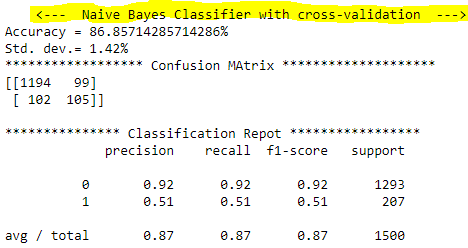 <--- Naive Bayes Classifier with cross-validation --->
Accuracy = 86.85714285714286%
Std. dev.= 1.42%
****************** Confusion MAtrix ********************
[[1194 99]
[ 102 105]]
*************** Classification Repot *****************
precision recall f1-score support
0 0.92 0.92 0.92 1293
1 0.51 0.51 0.51 207
avg / total 0.87 0.87 0.87 1500